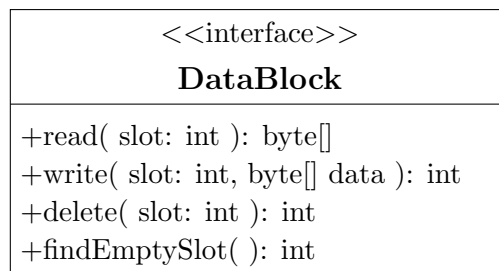 <<interface>>
DataBlock
+read( slot: int ): byte[]
+write( slot: int, byte[] data ): int
+delete( slot: int ): int
+findEmptySlot( ): int